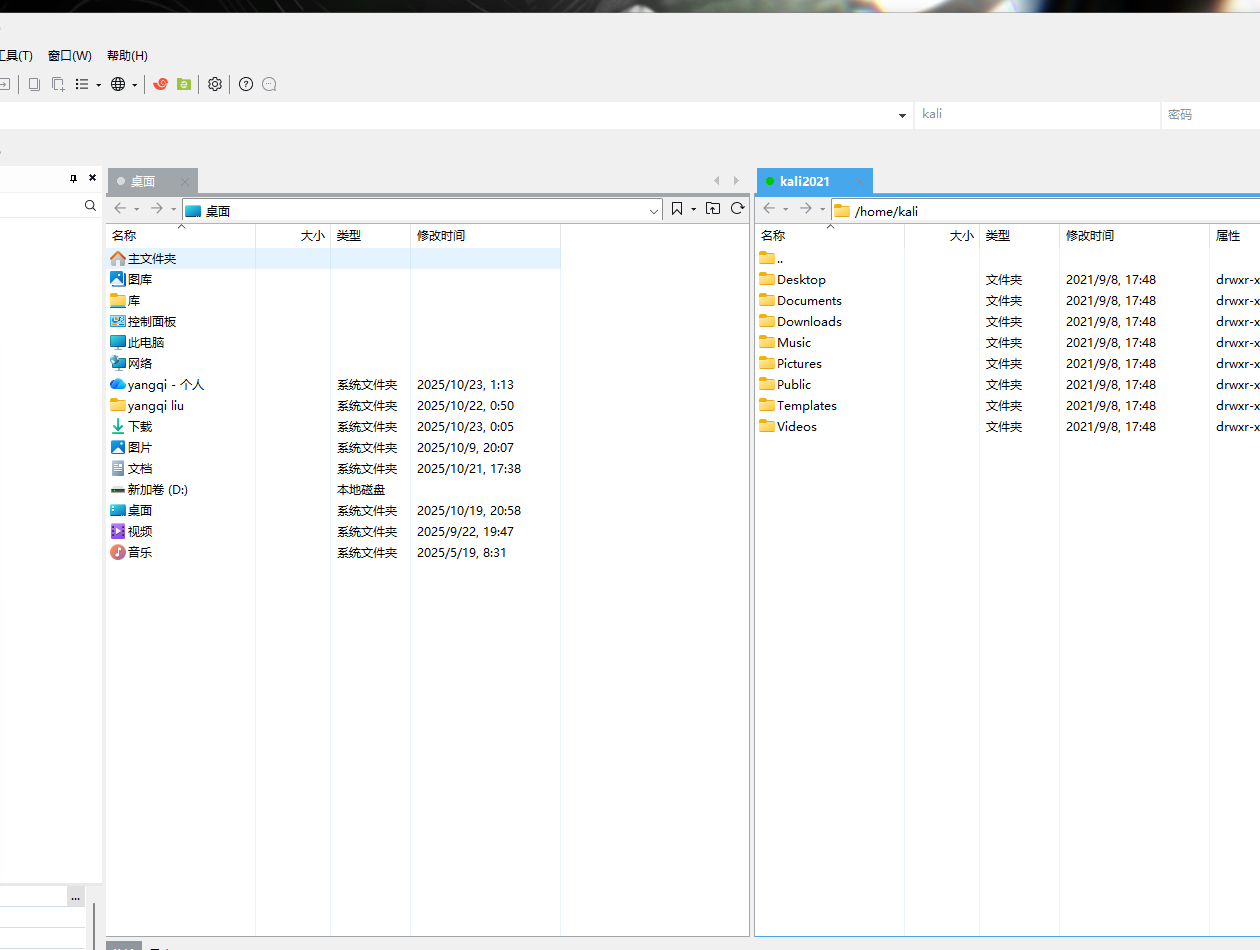 工具(T) 窗口(W) 帮助(H)
kali 密码
桌面
kali2021
桌面
/home/kali
名称 大小 类型 修改时间
名称 大小 类型 修改时间 属性
主文件夹
图库
库
控制面板
此电脑
网络
yangqi - 个人 系统文件夹 2025/10/23, 1:13
yangqi liu 系统文件夹 2025/10/22, 0:50
下载 系统文件夹 2025/10/23, 0:05
图片 系统文件夹 2025/10/9, 20:07
文档 系统文件夹 2025/10/21, 17:38
新加卷 (D:) 本地磁盘
桌面 系统文件夹 2025/10/19, 20:58
视频 系统文件夹 2025/9/22, 19:47
音乐 系统文件夹 2025/5/19, 8:31
..
Desktop 文件夹 2021/9/8, 17:48 drwxr-x
Documents 文件夹 2021/9/8, 17:48 drwxr-x
Downloads 文件夹 2021/9/8, 17:48 drwxr-x
Music 文件夹 2021/9/8, 17:48 drwxr-x
Pictures 文件夹 2021/9/8, 17:48 drwxr-x
Public 文件夹 2021/9/8, 17:48 drwxr-x
Templates 文件夹 2021/9/8, 17:48 drwxr-x
Videos 文件夹 2021/9/8, 17:48 drwxr-x
...